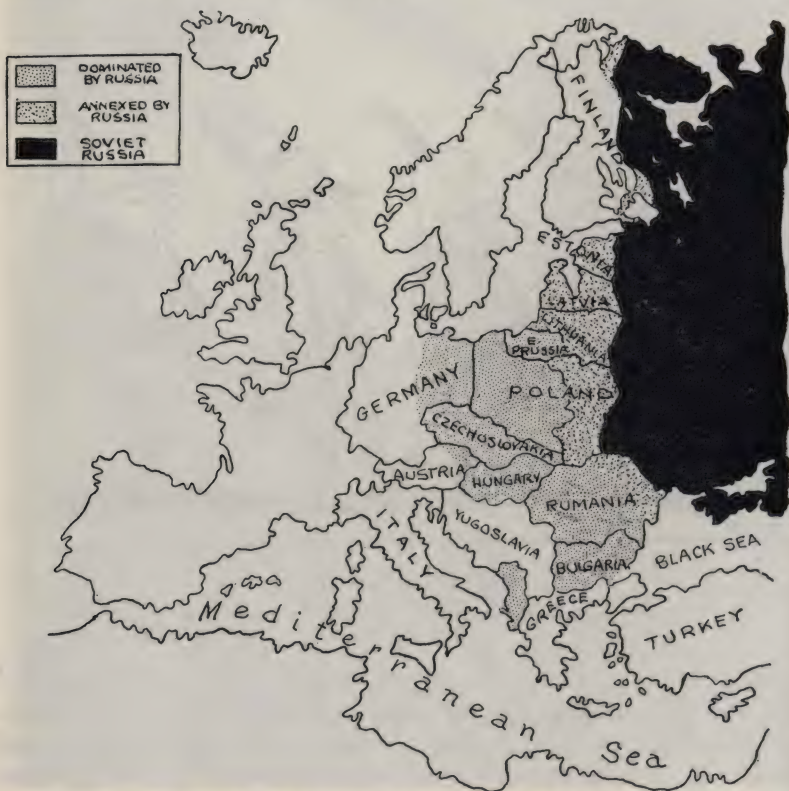 DOMINATED
BY RUSSIA
ANNEXED BY
RUSSIA
SOVIET
RUSSIA
FINLAND
ESTONIA
LATVIA
LITHUANIA
E.
PRUSSIA
GERMANY
POLAND
CZECHOSLOVAKIA
AUSTRIA
HUNGARY
RUMANIA
ITALY
YUGOSLAVIA
BULGARIA
BLACK SEA
GREECE
TURKEY
Mediterranean Sea